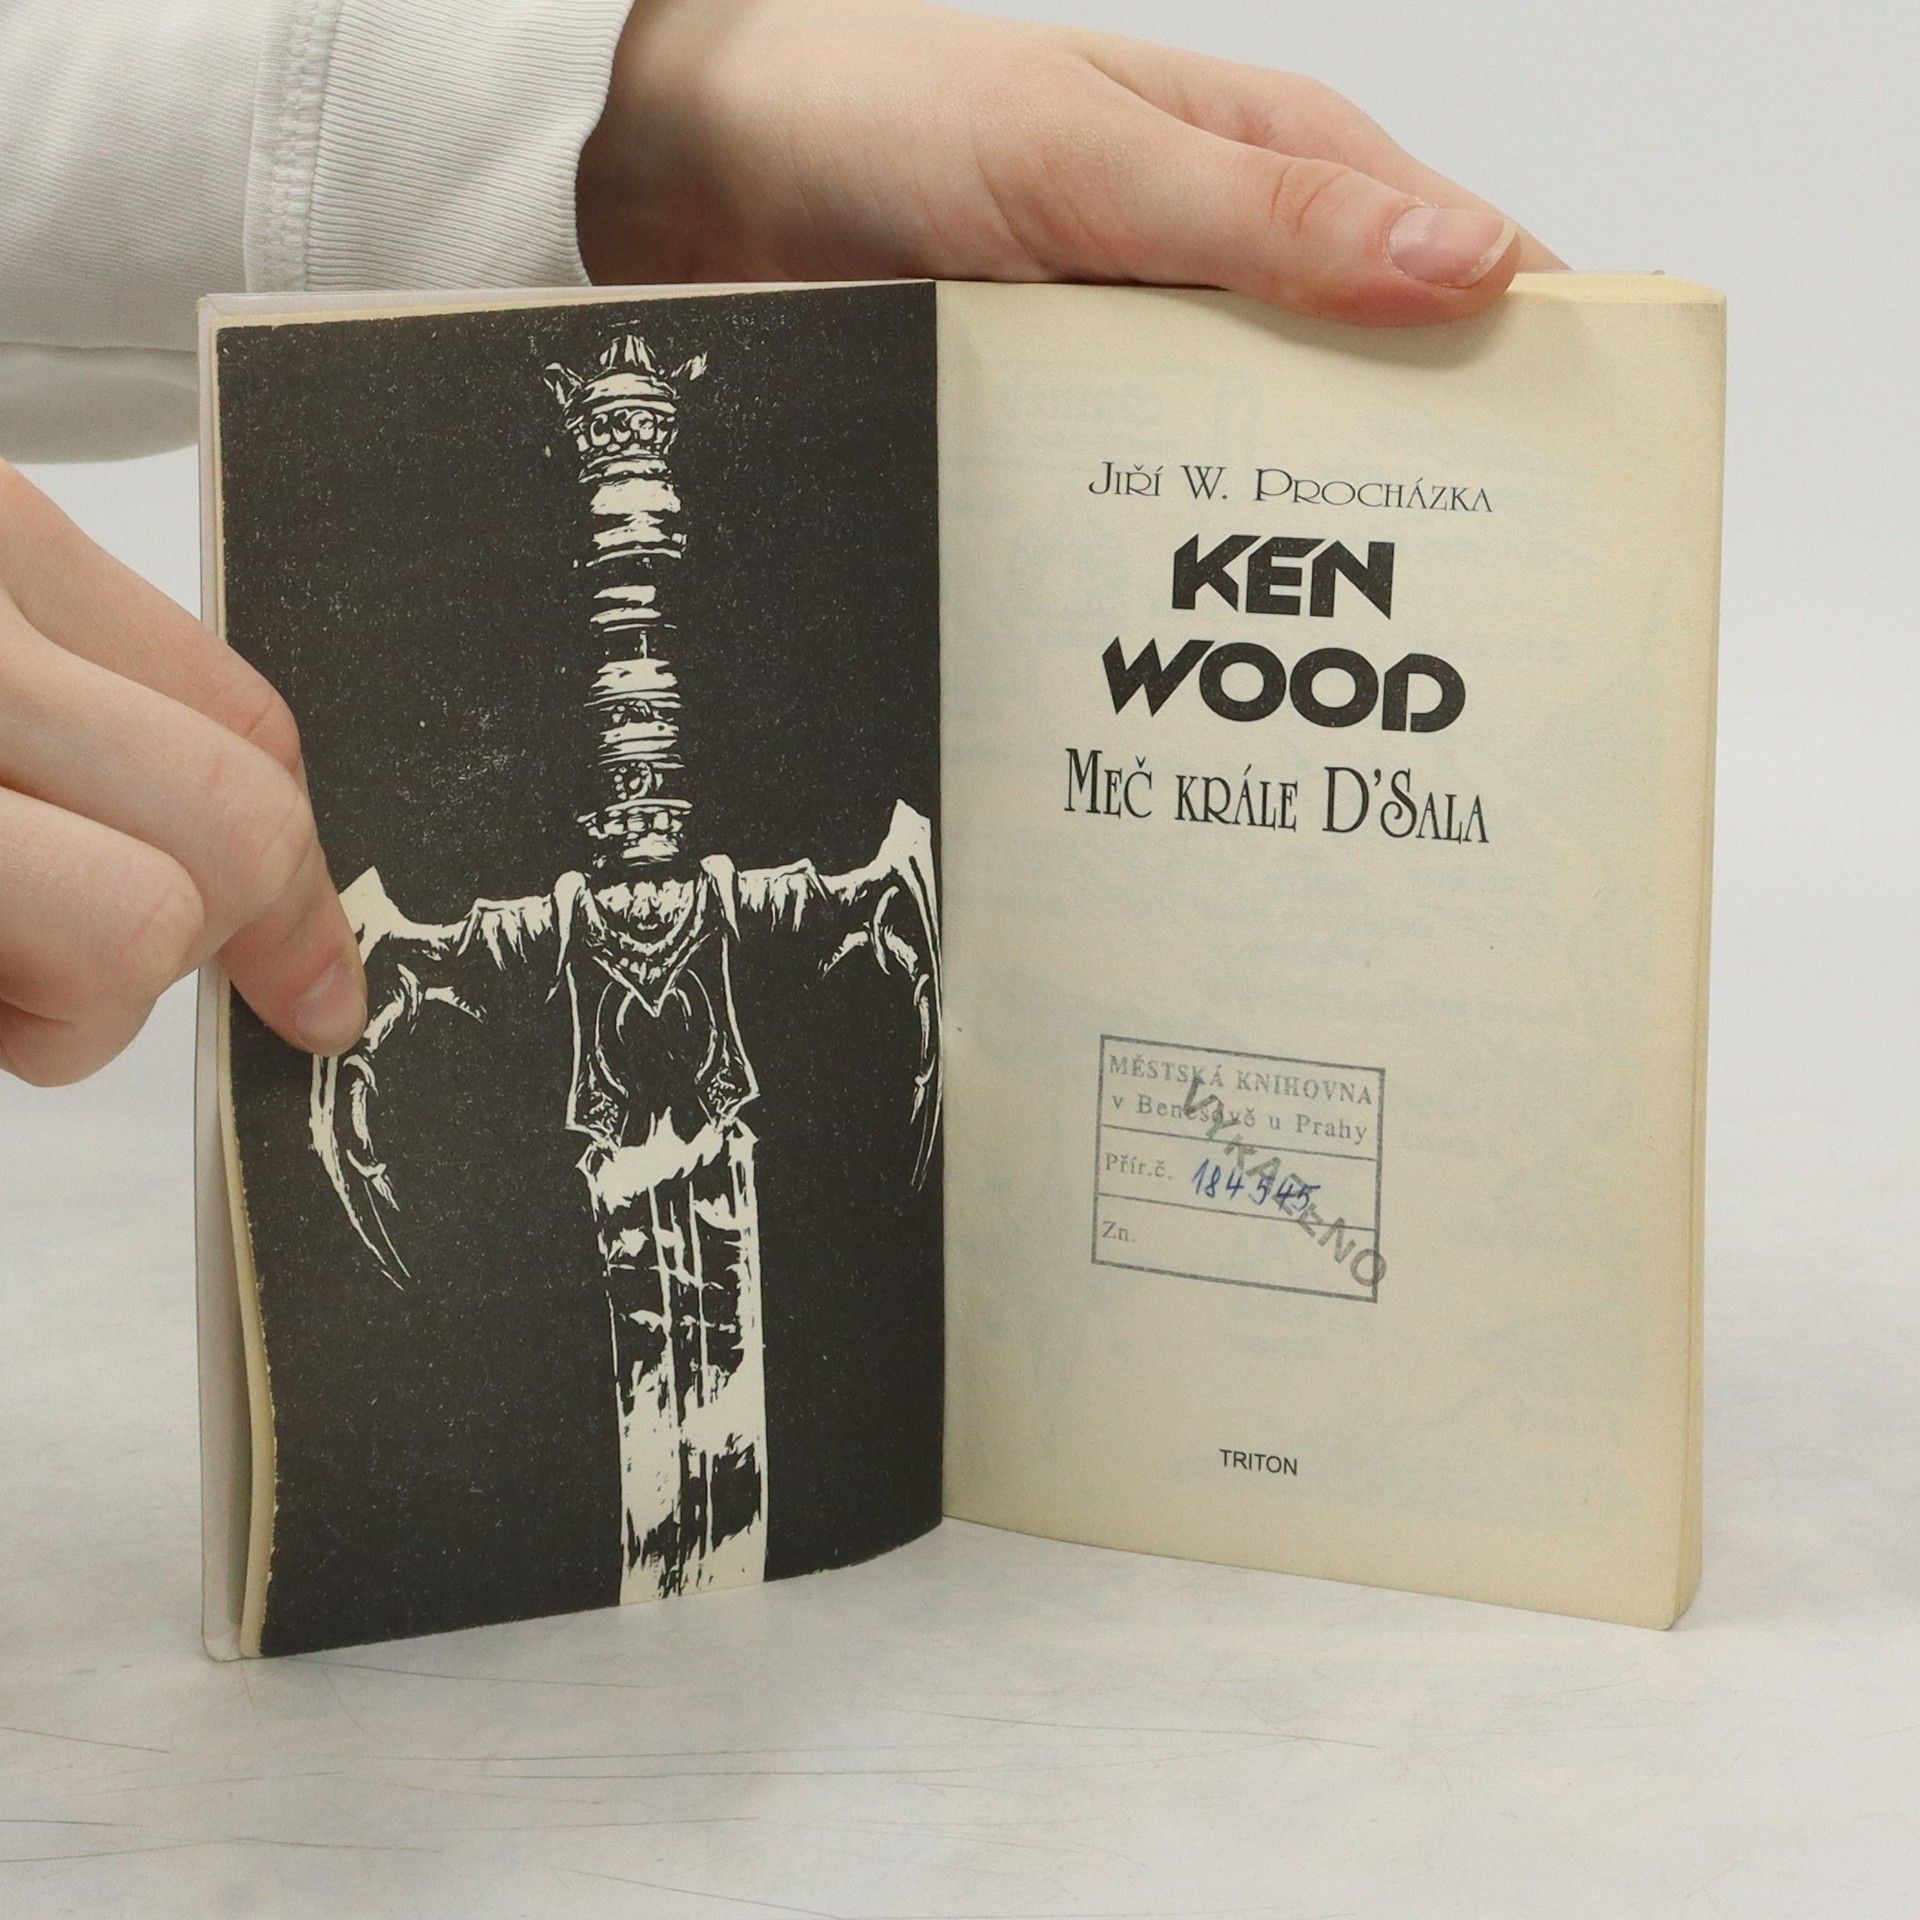 Jiří W. Procházka
KEN
WOOD
Meč krále D'Sala
MĚSTSKÁ KNIHOVNA
v Benešově u Prahy
Přír.č. 184545
Zn.
VYŘAZENO
TRITON